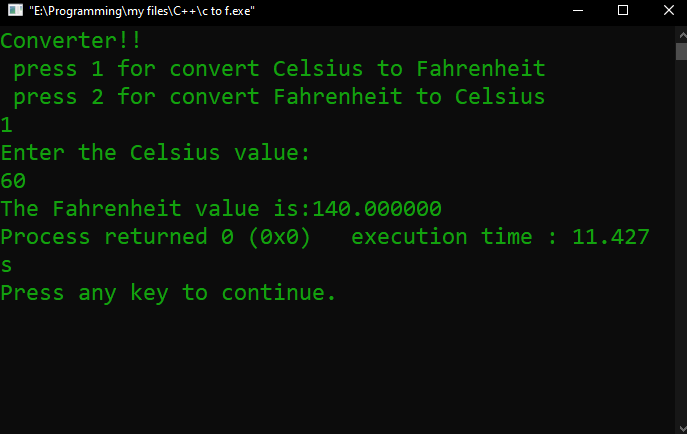 "E:\Programming\my files\C++\c to f.exe"
Converter!!
 press 1 for convert Celsius to Fahrenheit
 press 2 for convert Fahrenheit to Celsius
1
Enter the Celsius value:
60
The Fahrenheit value is:140.000000
Process returned 0 (0x0)   execution time : 11.427
s
Press any key to continue.